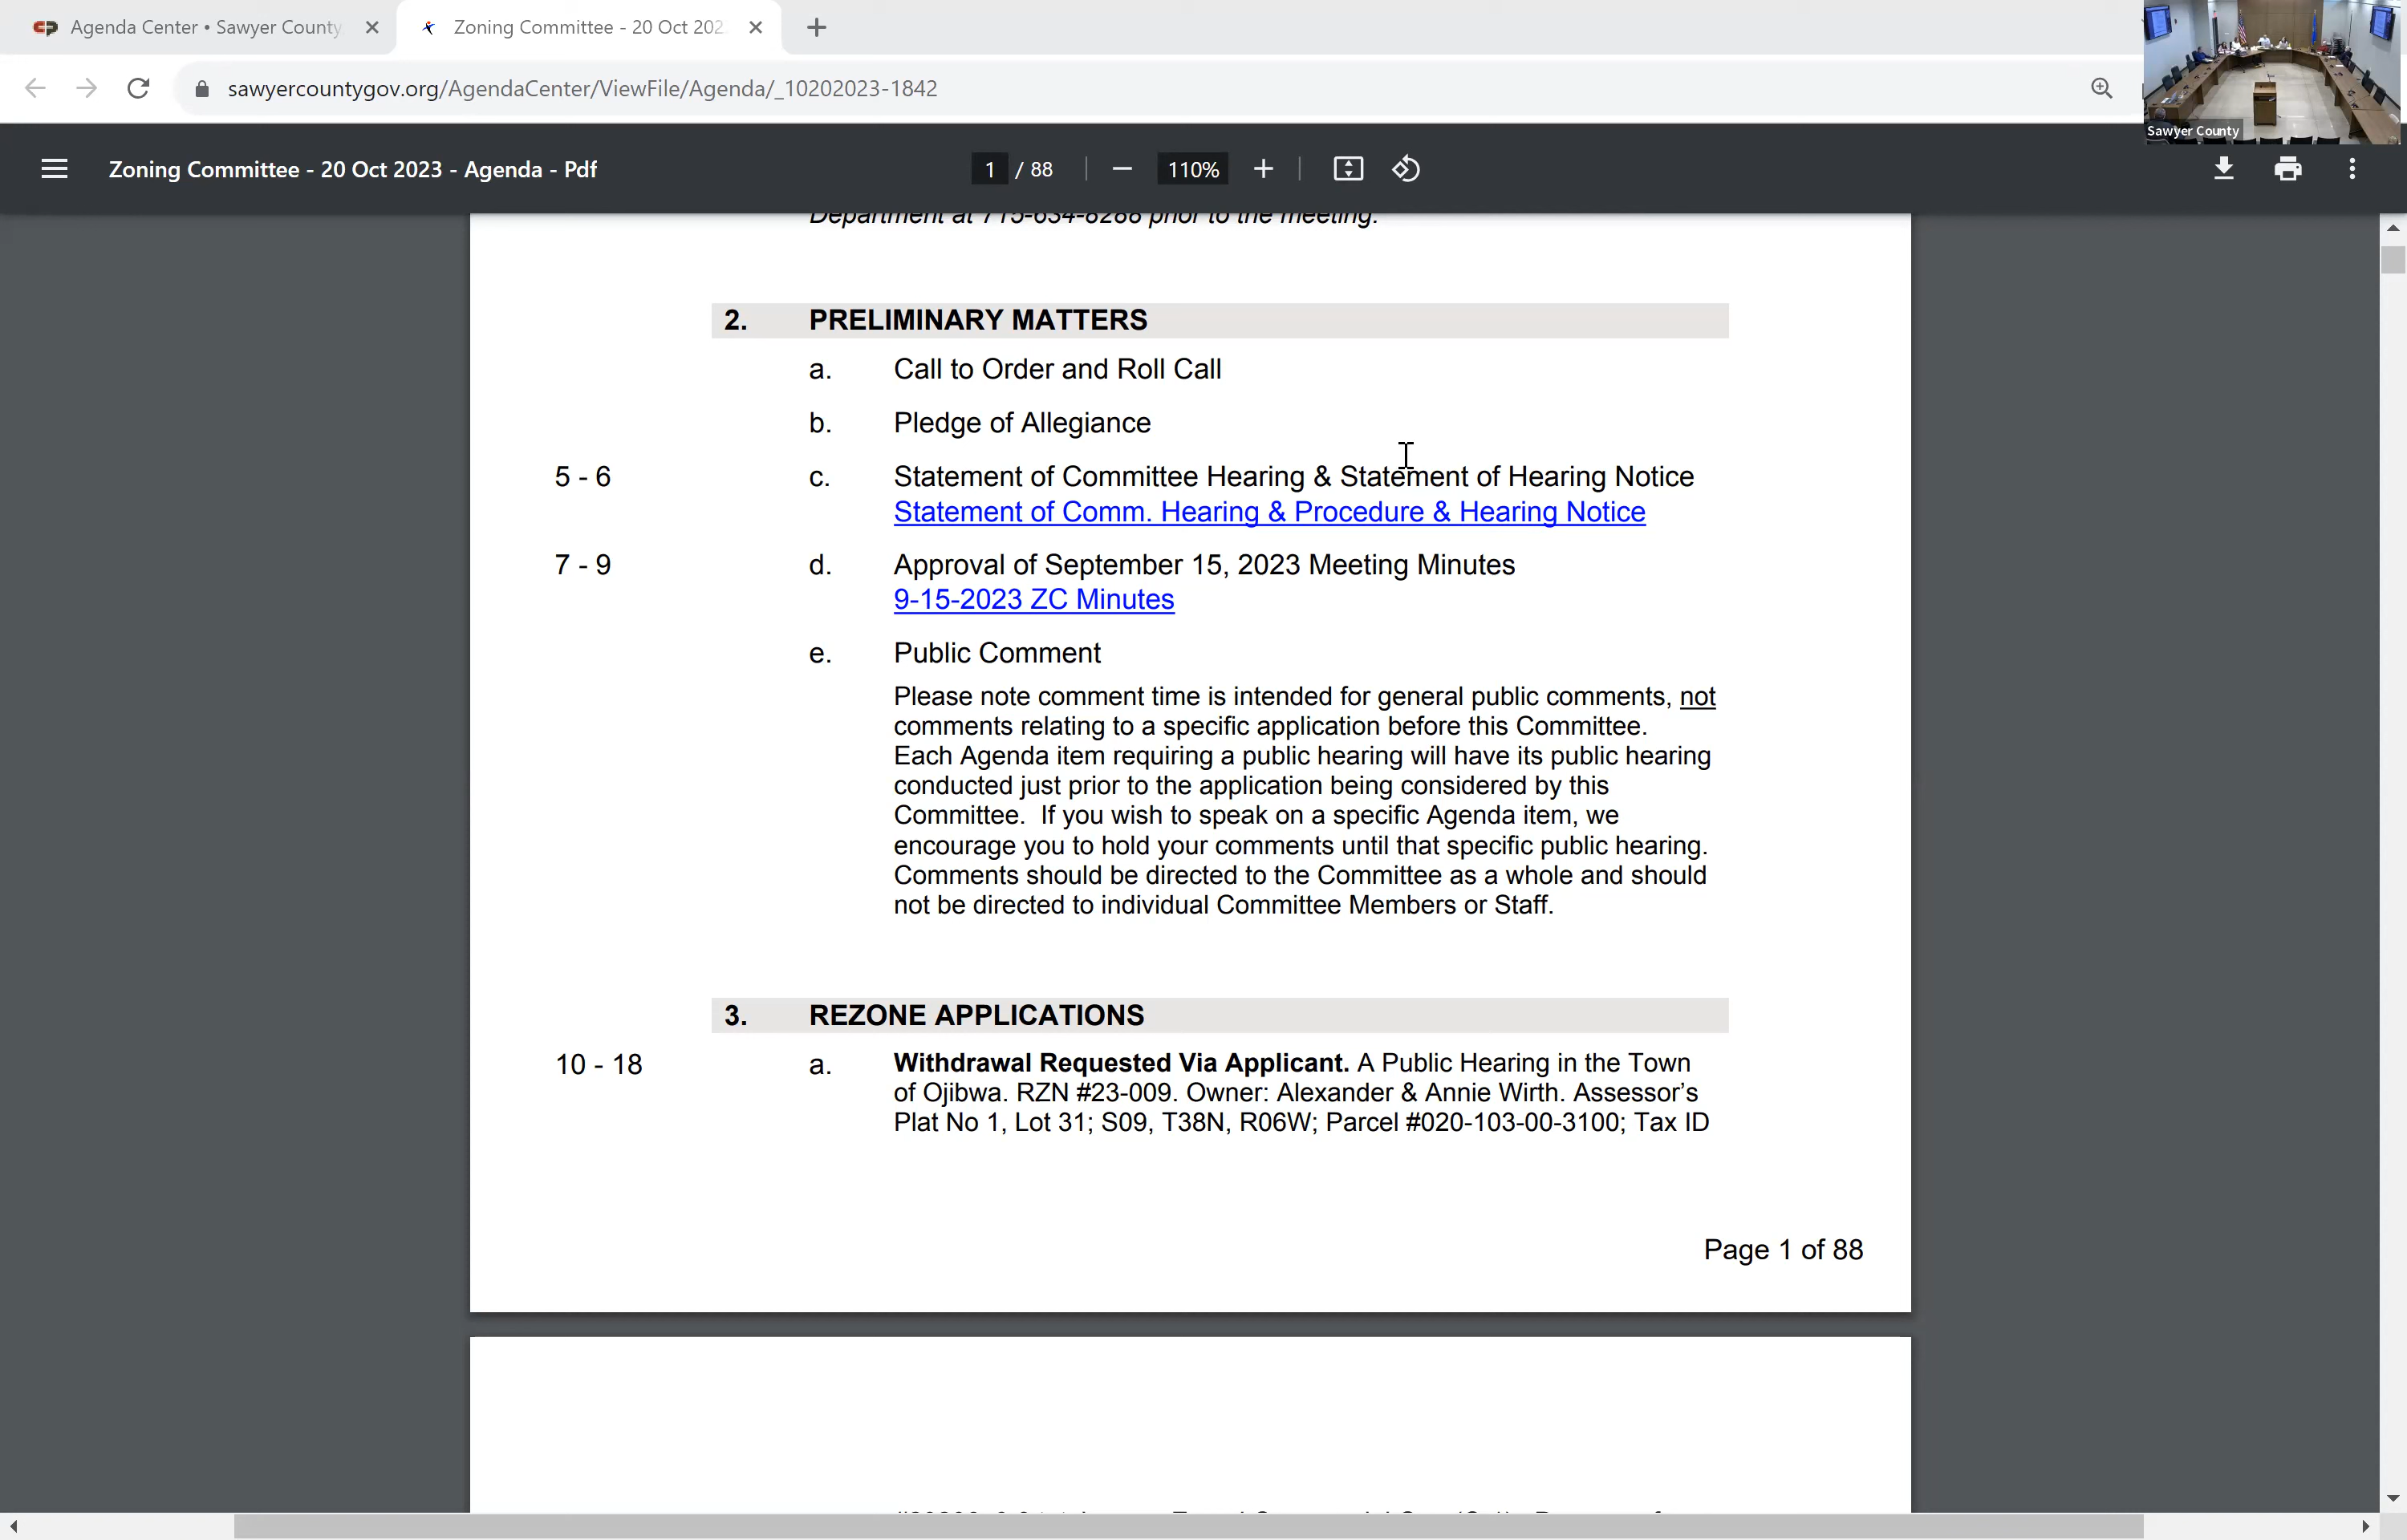 Agenda Center • Sawyer County
Zoning Committee - 20 Oct 202
sawyercountygov.org/AgendaCenter/ViewFile/Agenda/_10202023-1842
Sawyer County
Zoning Committee - 20 Oct 2023 - Agenda - Pdf
1 / 88
110%
Department at 715-634-8288 prior to the meeting.
2. PRELIMINARY MATTERS
a. Call to Order and Roll Call
b. Pledge of Allegiance
5 - 6 c. Statement of Committee Hearing & Statement of Hearing Notice
Statement of Comm. Hearing & Procedure & Hearing Notice
7 - 9 d. Approval of September 15, 2023 Meeting Minutes
9-15-2023 ZC Minutes
e. Public Comment
Please note comment time is intended for general public comments, not
comments relating to a specific application before this Committee.
Each Agenda item requiring a public hearing will have its public hearing
conducted just prior to the application being considered by this
Committee. If you wish to speak on a specific Agenda item, we
encourage you to hold your comments until that specific public hearing.
Comments should be directed to the Committee as a whole and should
not be directed to individual Committee Members or Staff.
3. REZONE APPLICATIONS
10 - 18 a. Withdrawal Requested Via Applicant. A Public Hearing in the Town
of Ojibwa. RZN #23-009. Owner: Alexander & Annie Wirth. Assessor’s
Plat No 1, Lot 31; S09, T38N, R06W; Parcel #020-103-00-3100; Tax ID
Page 1 of 88